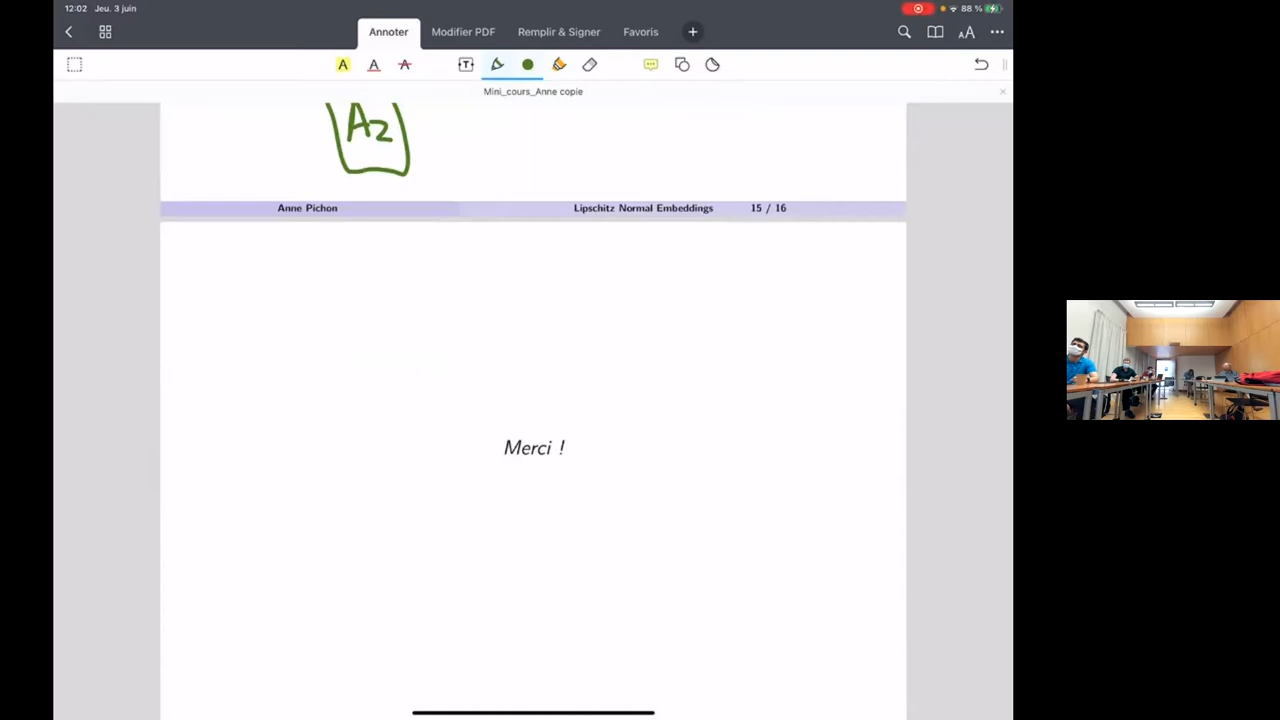 12:02 Jeu. 3 juin
88 %
Annoter Modifier PDF Remplir & Signer Favoris +
AA
A A A T
Mini_cours_Anne copie
A2
Anne Pichon Lipschitz Normal Embeddings 15 / 16
Merci !